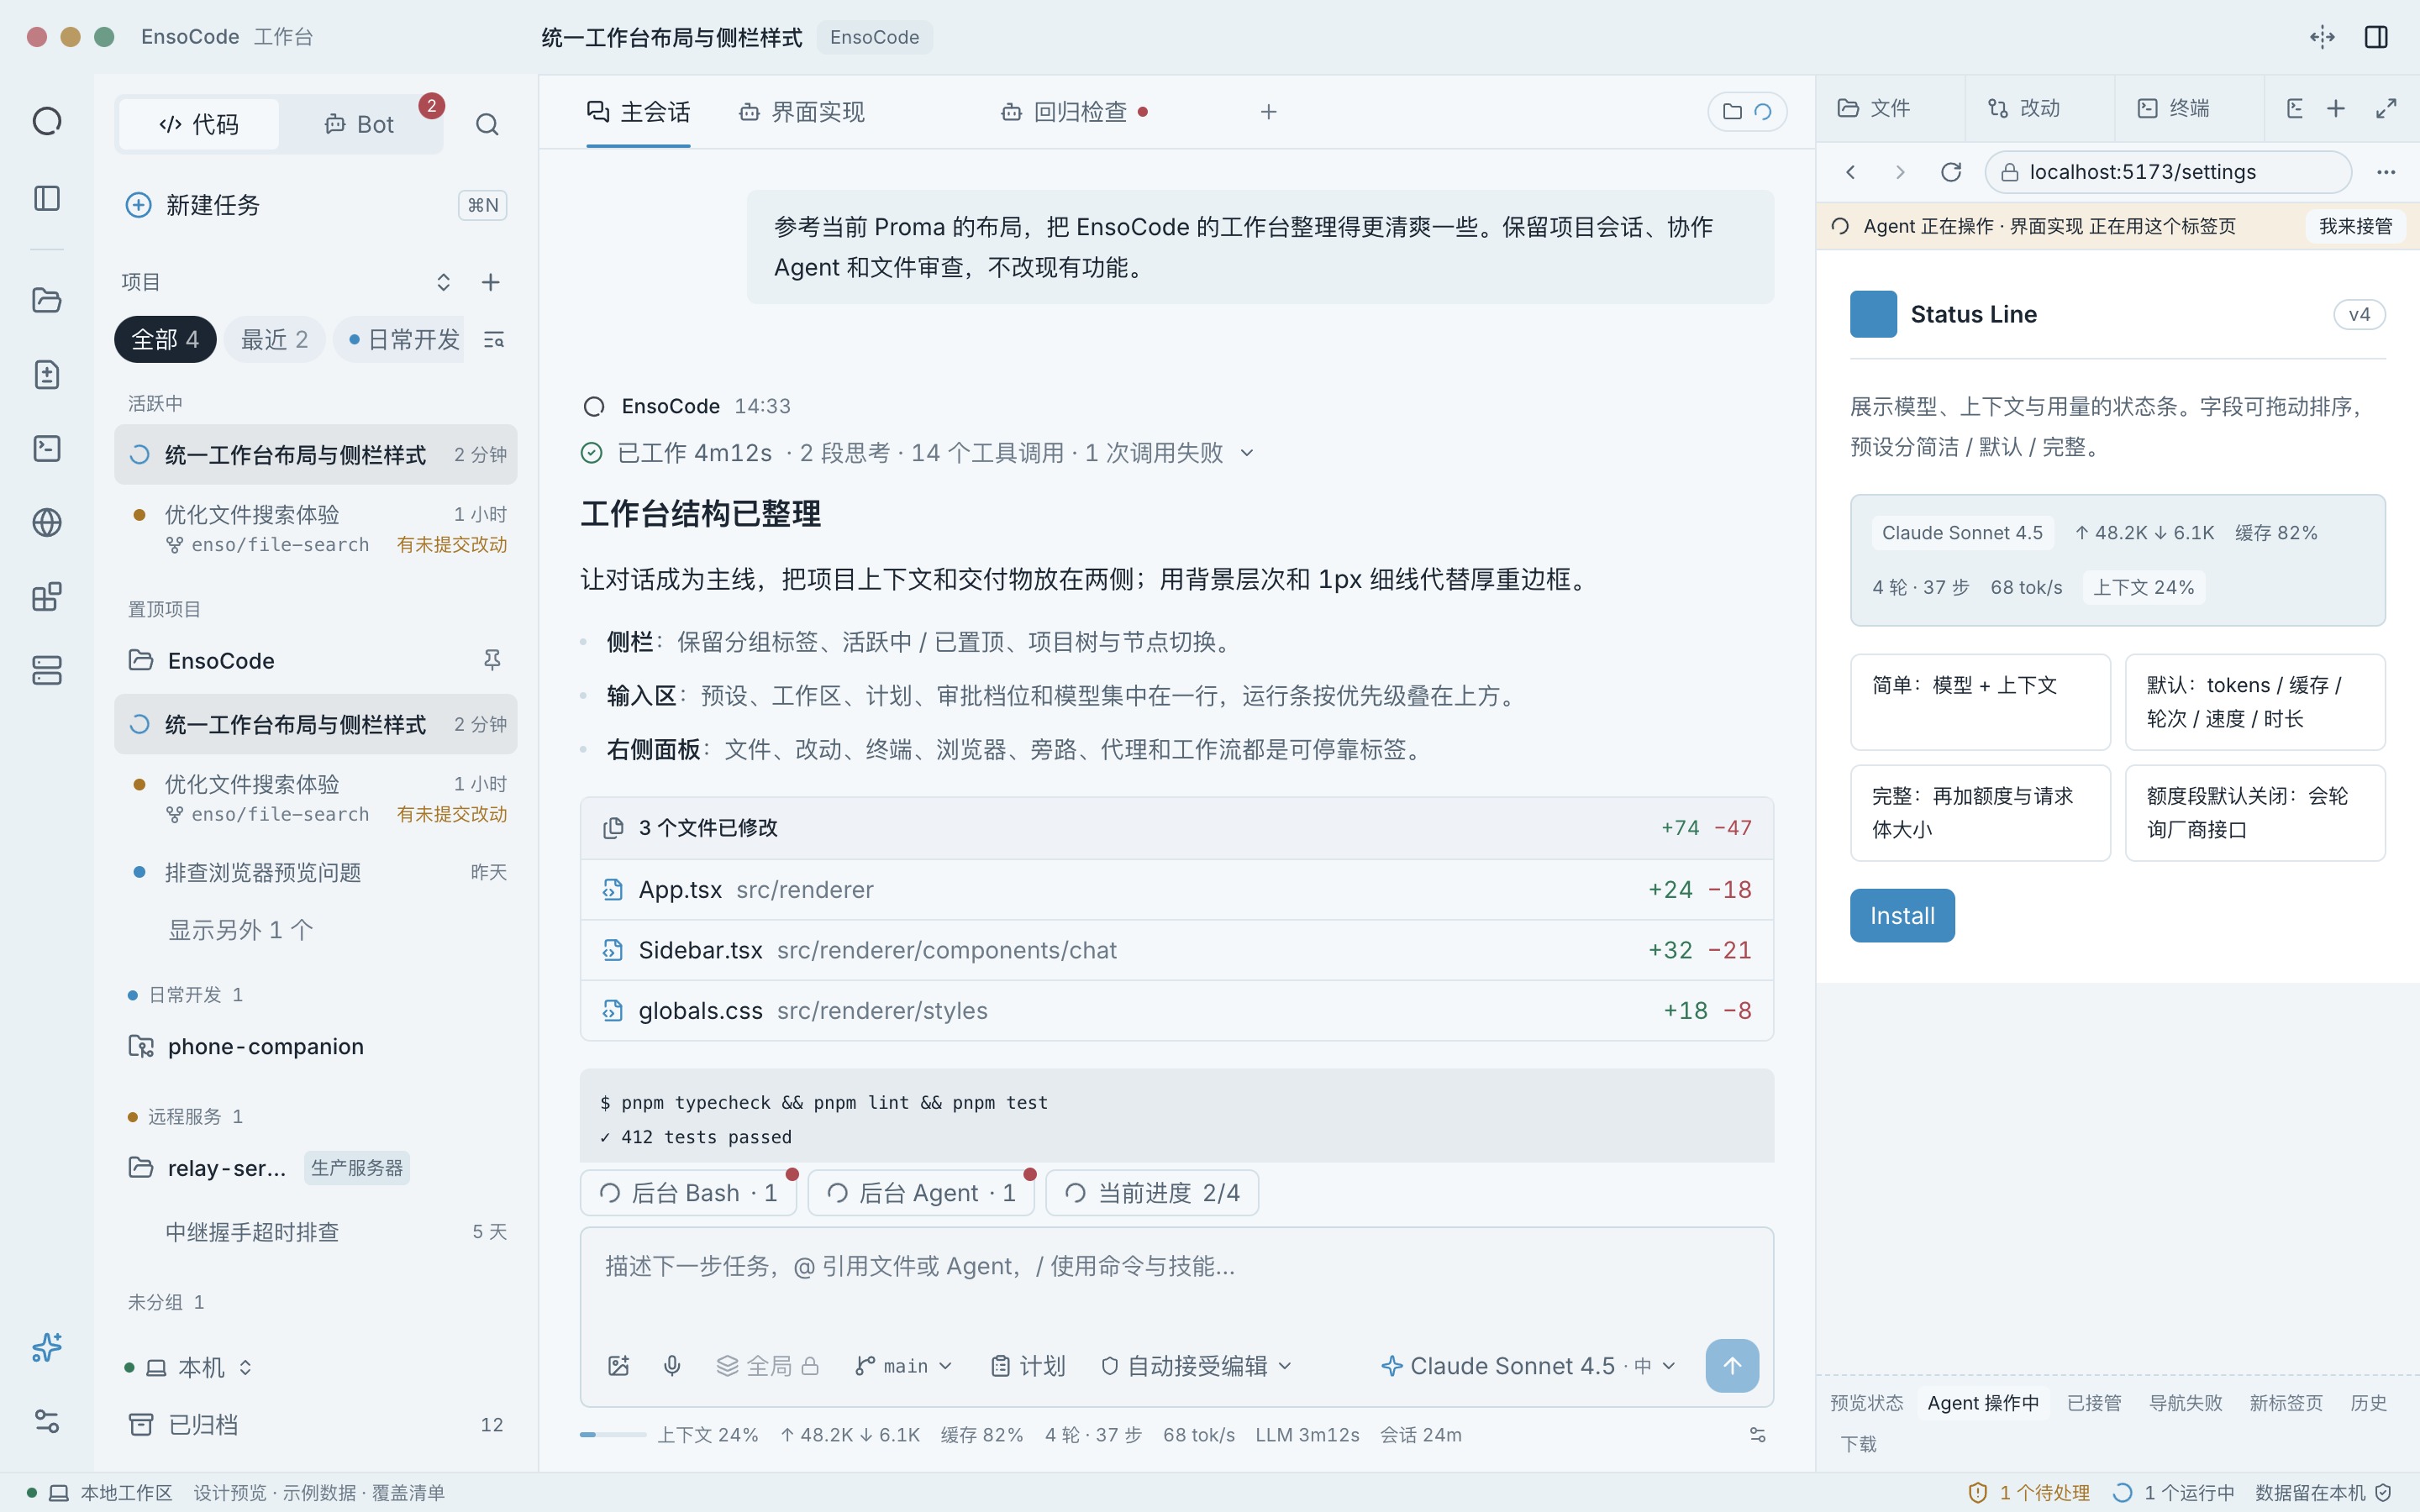 EnsoCode 工作台
统一工作台布局与侧栏样式 EnsoCode
代码 Bot 2
新建任务 ⌘N
项目
全部 4 最近 2 日常开发
活跃中
统一工作台布局与侧栏样式 2 分钟
优化文件搜索体验 1 小时
enso/file-search 有未提交改动
置顶项目
EnsoCode
统一工作台布局与侧栏样式 2 分钟
优化文件搜索体验 1 小时
enso/file-search 有未提交改动
排查浏览器预览问题 昨天
显示另外 1 个
日常开发 1
phone-companion
远程服务 1
relay-ser... 生产服务器
中继握手超时排查 5 天
未分组 1
本机
已归档 12
主会话 界面实现 回归检查
参考当前 Proma 的布局，把 EnsoCode 的工作台整理得更清爽一些。保留项目会话、协作
Agent 和文件审查，不改现有功能。
EnsoCode 14:33
已工作 4m12s · 2 段思考 · 14 个工具调用 · 1 次调用失败
工作台结构已整理
让对话成为主线，把项目上下文和交付物放在两侧；用背景层次和 1px 细线代替厚重边框。
侧栏：保留分组标签、活跃中 / 已置顶、项目树与节点切换。
输入区：预设、工作区、计划、审批档位和模型集中在一行，运行条按优先级叠在上方。
右侧面板：文件、改动、终端、浏览器、旁路、代理和工作流都是可停靠标签。
3 个文件已修改 +74 −47
App.tsx src/renderer +24 −18
Sidebar.tsx src/renderer/components/chat +32 −21
globals.css src/renderer/styles +18 −8
$ pnpm typecheck && pnpm lint && pnpm test
✓ 412 tests passed
后台 Bash · 1 后台 Agent · 1 当前进度 2/4
描述下一步任务，@ 引用文件或 Agent，/ 使用命令与技能...
全局 main 计划 自动接受编辑 Claude Sonnet 4.5 · 中
上下文 24% ↑ 48.2K ↓ 6.1K 缓存 82% 4 轮 · 37 步 68 tok/s LLM 3m12s 会话 24m
文件 改动 终端
localhost:5173/settings
Agent 正在操作 · 界面实现 正在用这个标签页 我来接管
Status Line v4
展示模型、上下文与用量的状态条。字段可拖动排序，
预设分简洁 / 默认 / 完整。
Claude Sonnet 4.5 ↑ 48.2K ↓ 6.1K 缓存 82%
4 轮 · 37 步 68 tok/s 上下文 24%
简单：模型 + 上下文
默认：tokens / 缓存 /
轮次 / 速度 / 时长
完整：再加额度与请求
体大小
额度段默认关闭：会轮
询厂商接口
Install
预览状态 Agent 操作中 已接管 导航失败 新标签页 历史
下载
本地工作区 设计预览 · 示例数据 · 覆盖清单
1 个待处理 1 个运行中 数据留在本机